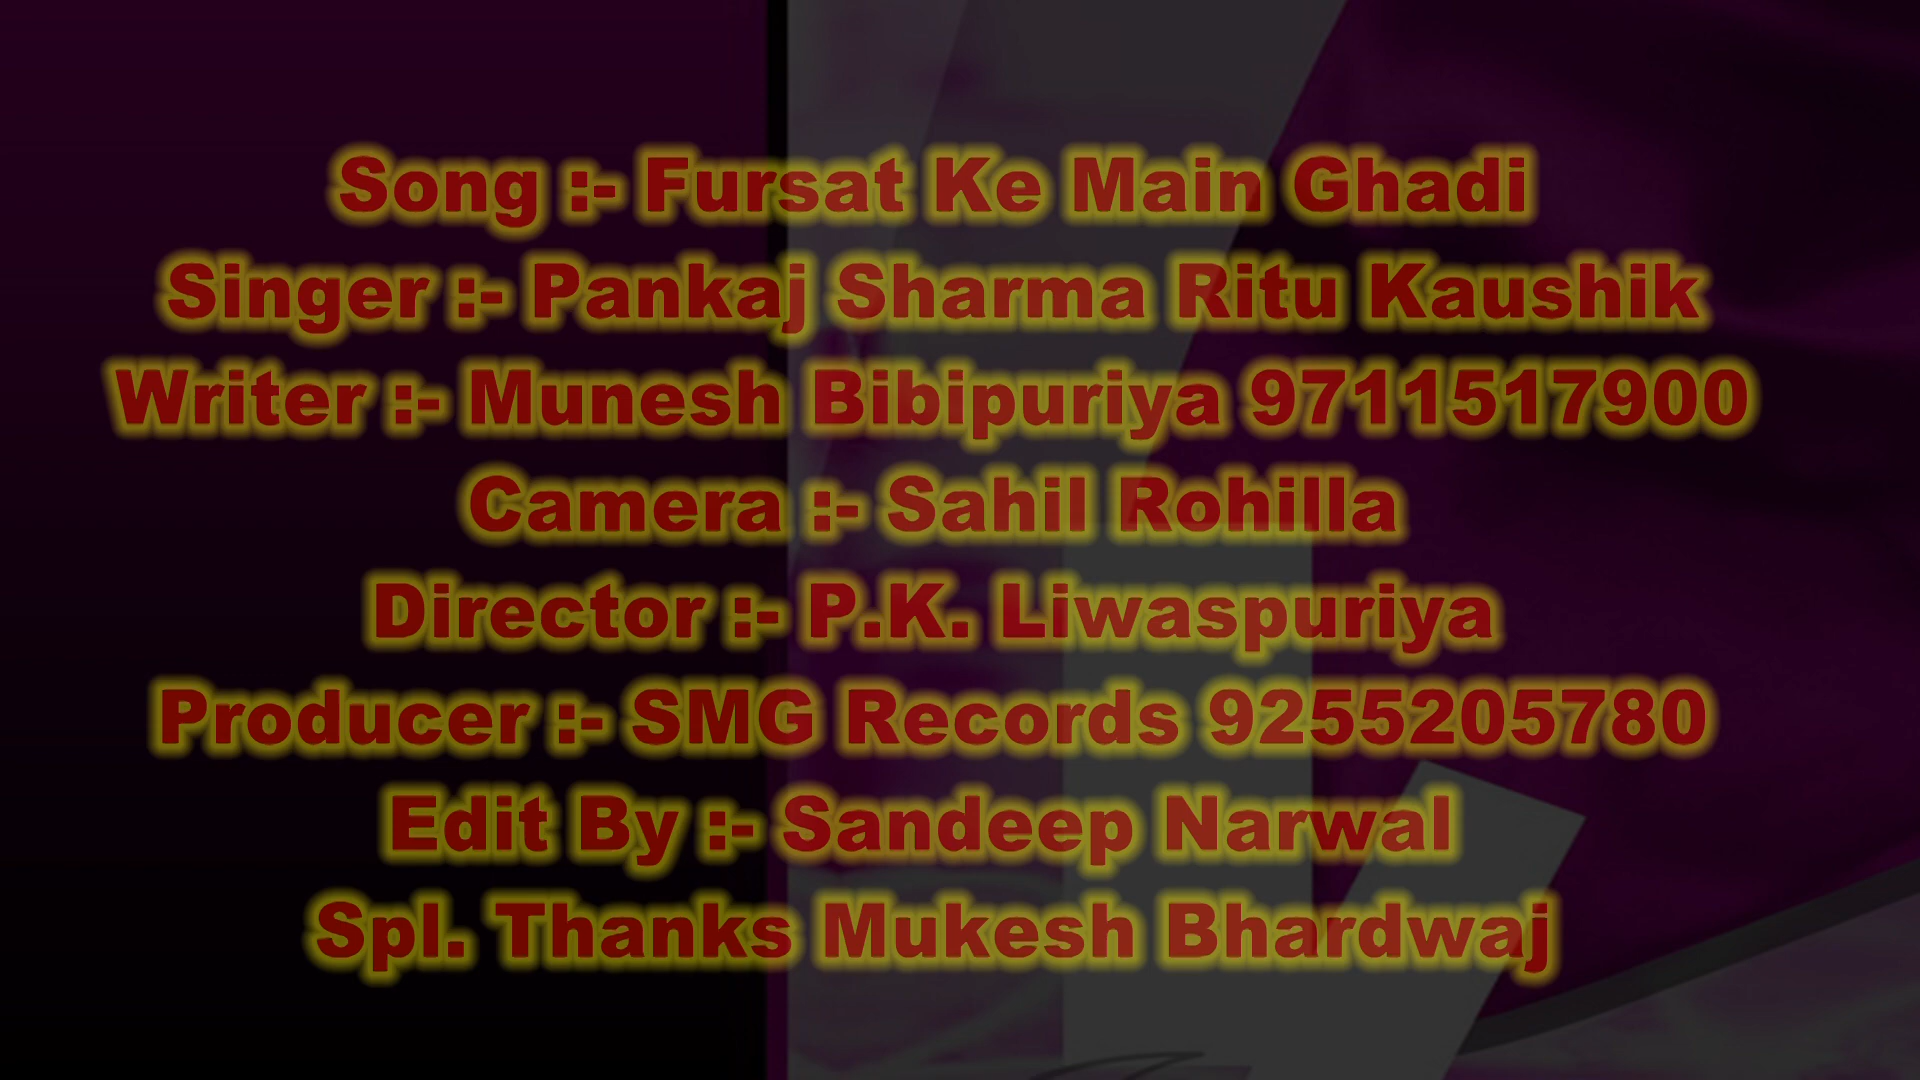 Song :- Fursat Ke Main Ghadi
Singer :- Pankaj Sharma Ritu Kaushik
Writer :- Munesh Bibipuriya 9711517900
Camera :- Sahil Rohilla
Director :- P.K. Liwaspuriya
Producer :- SMG Records 9255205780
Edit By :- Sandeep Narwal
Spl. Thanks Mukesh Bhardwaj